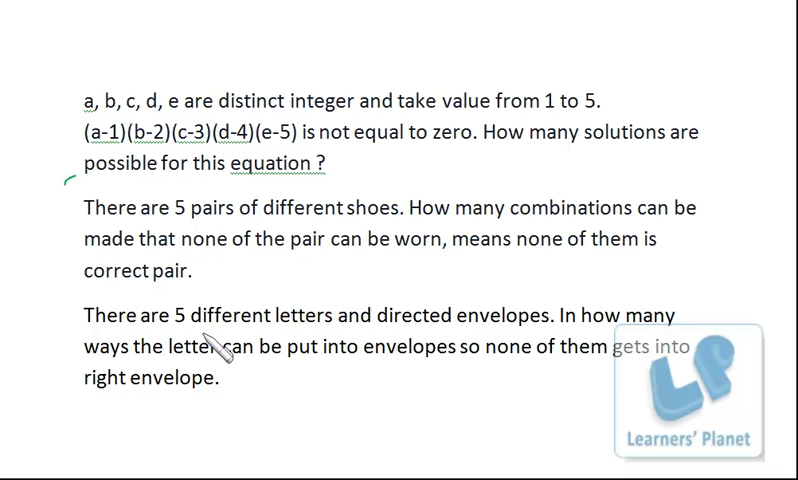 a, b, c, d, e are distinct integer and take value from 1 to 5.
(a-1)(b-2)(c-3)(d-4)(e-5) is not equal to zero. How many solutions are
possible for this equation ?
There are 5 pairs of different shoes. How many combinations can be
made that none of the pair can be worn, means none of them is
correct pair.
There are 5 different letters and directed envelopes. In how many
ways the letter can be put into envelopes so none of them gets into
right envelope.
LP
Learners' Planet